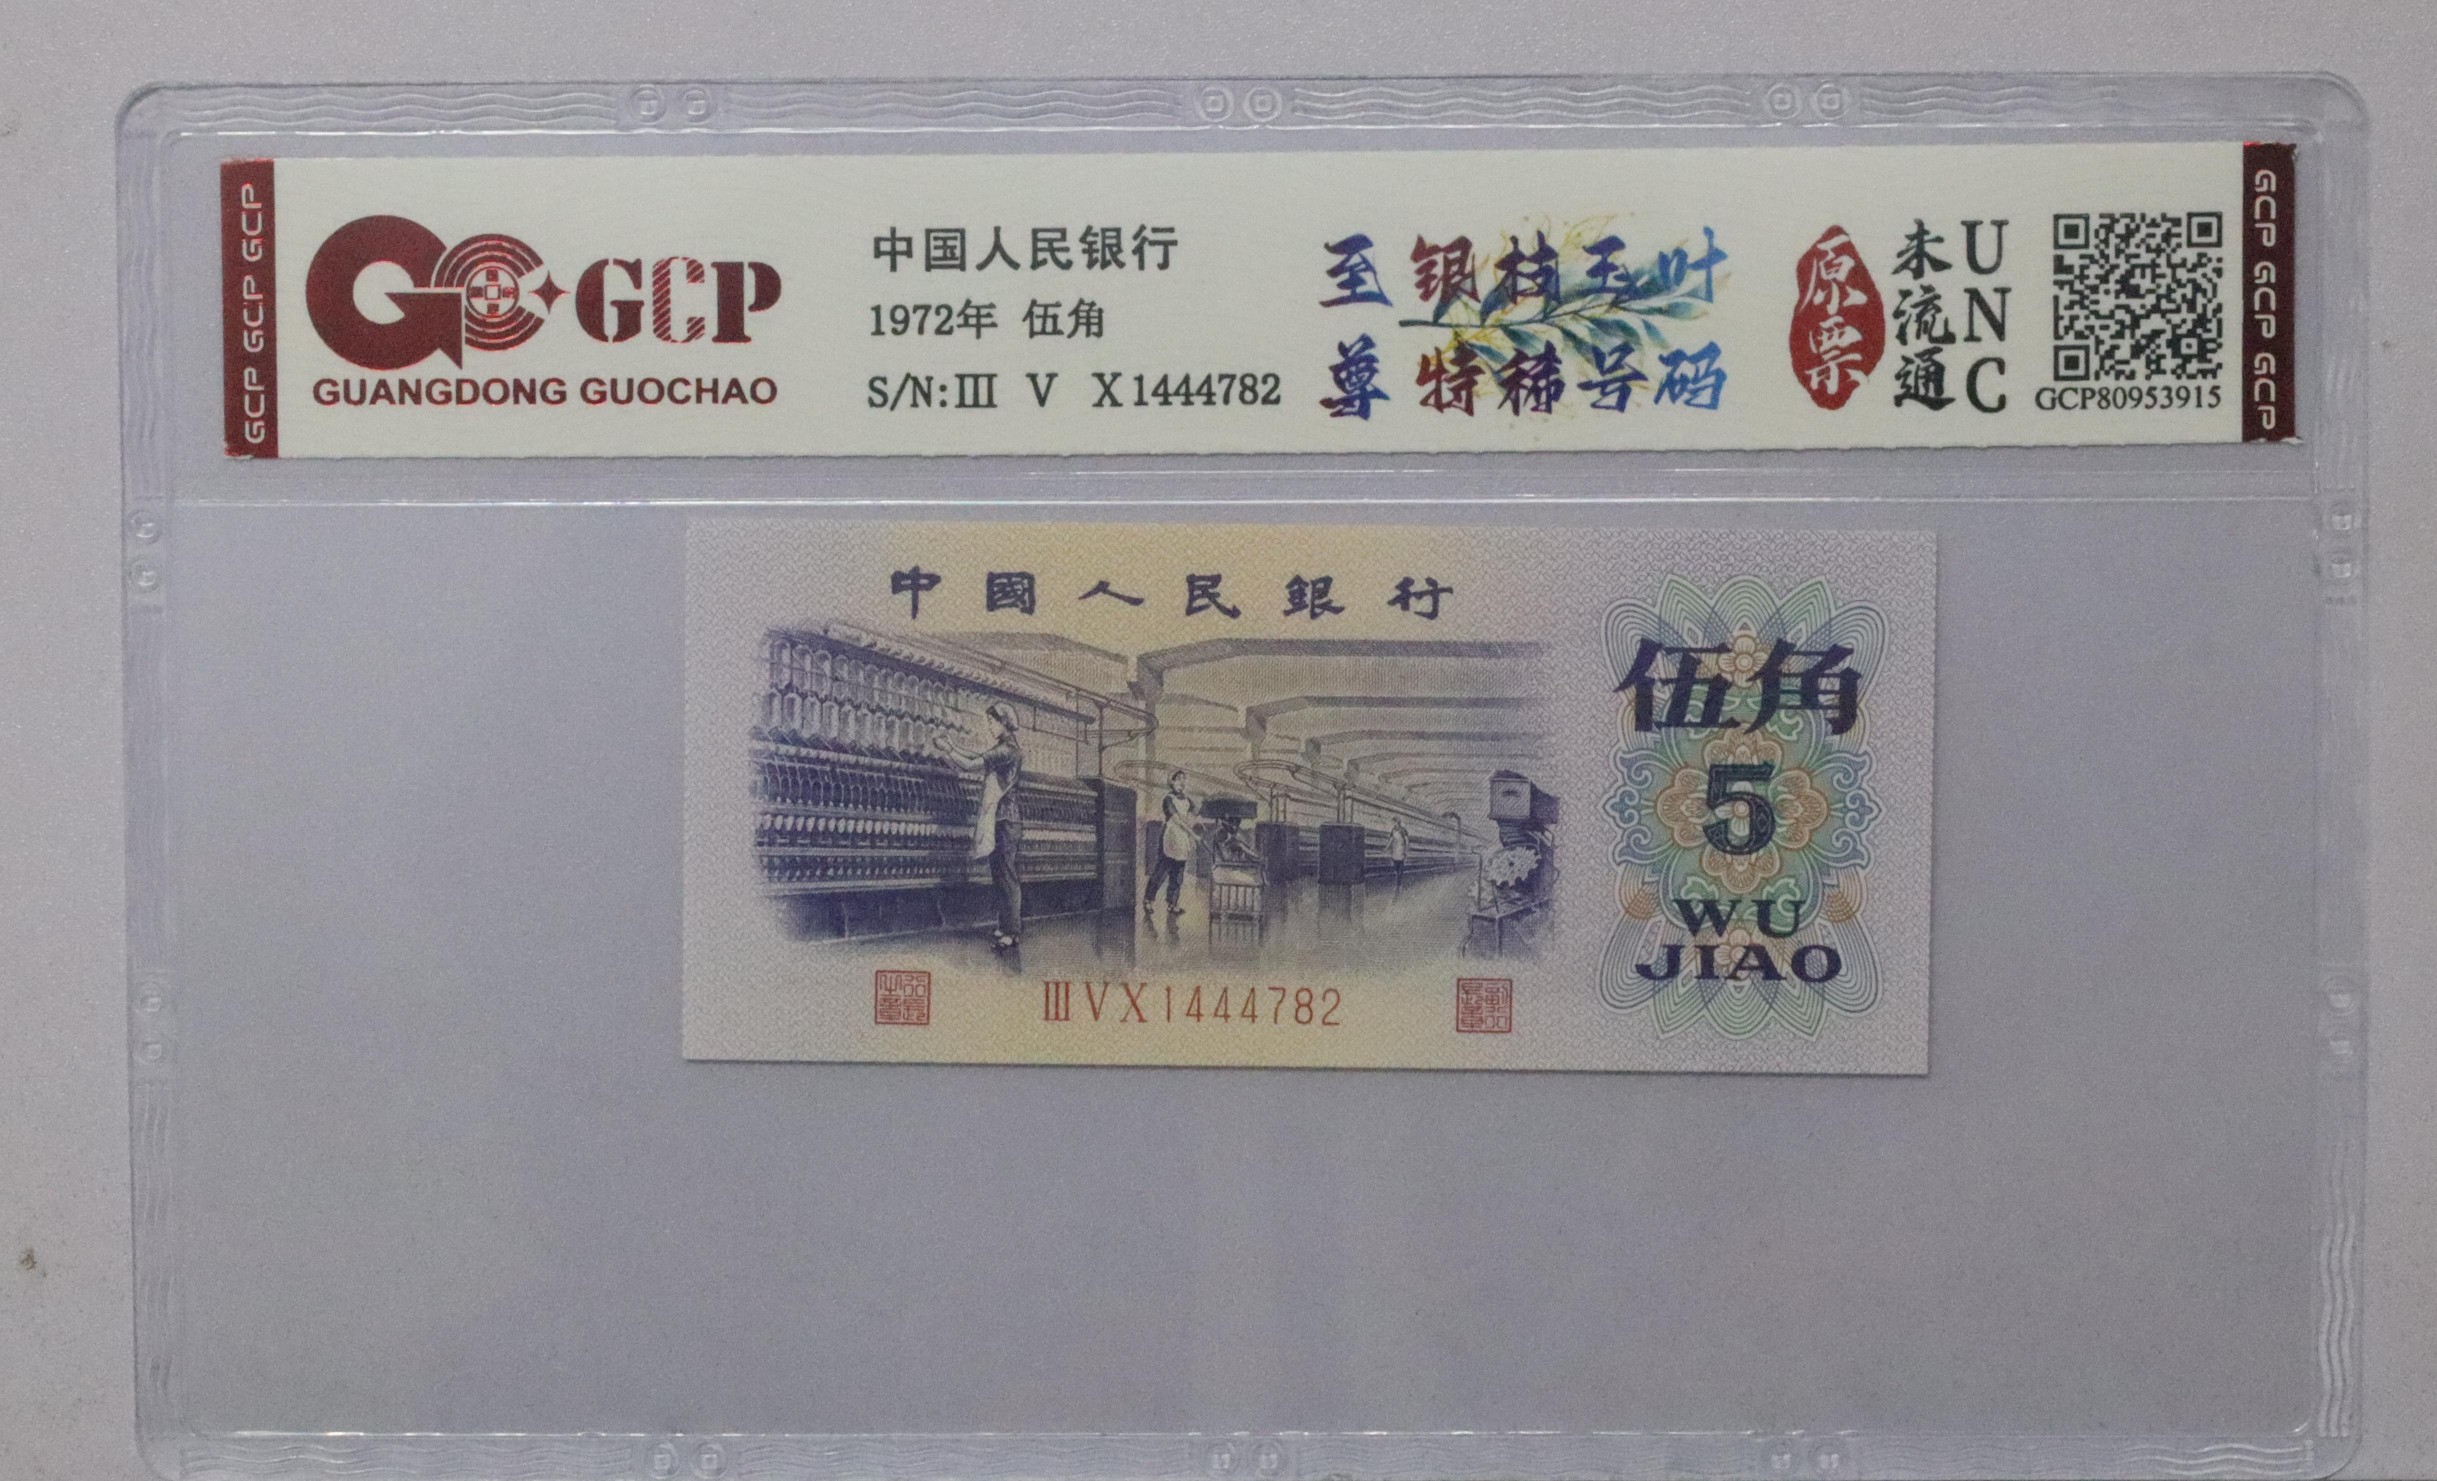 GCP GCP GCP
GCP
GUANGDONG GUOCHAO
中国人民银行
1972年 伍角
S/N:Ⅲ V X1444782
至尊
银枝玉叶
特稀号码
原票
未流通
UNC
GCP80953915
GCP GCP GCP
中國人民銀行
伍角
5
WU
JIAO
ⅢVX1444782